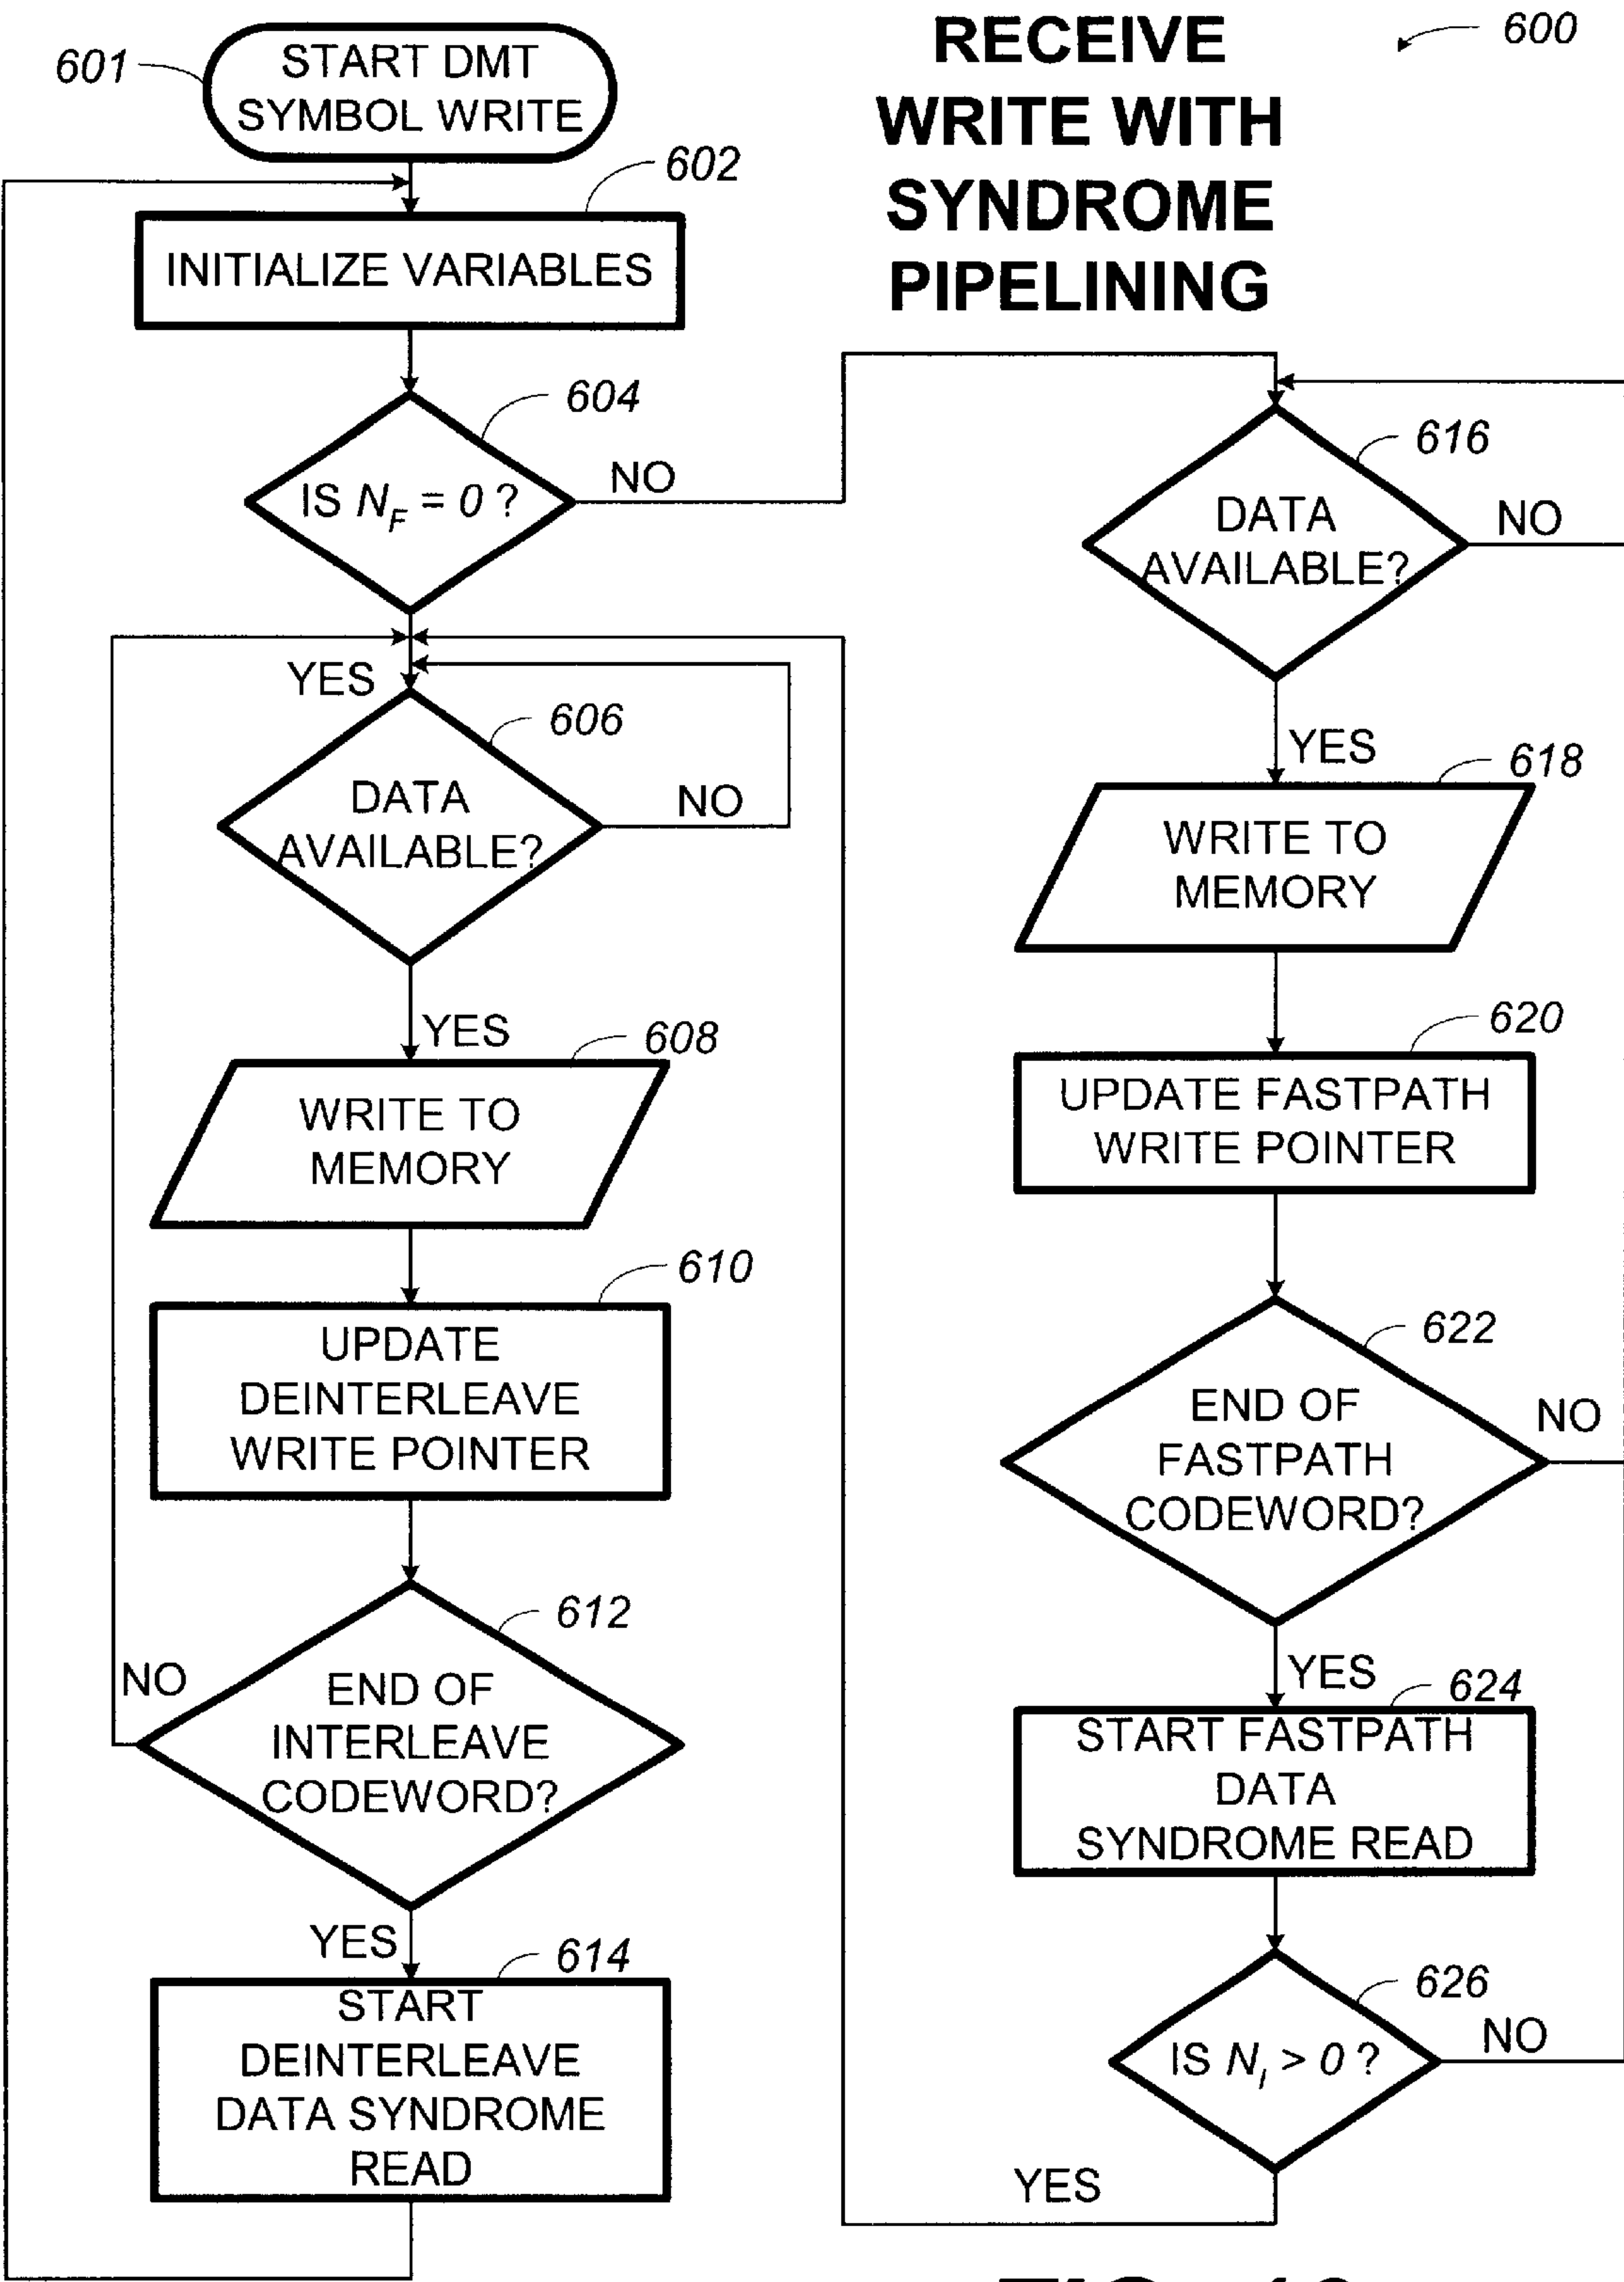 RECEIVE
WRITE WITH
SYNDROME
PIPELINING
600
601
START DMT
SYMBOL WRITE
602
INITIALIZE VARIABLES
604
IS N_F = 0 ?
NO
YES
606
DATA
AVAILABLE?
NO
YES
608
WRITE TO
MEMORY
610
UPDATE
DEINTERLEAVE
WRITE POINTER
612
NO
END OF
INTERLEAVE
CODEWORD?
YES
614
START
DEINTERLEAVE
DATA SYNDROME
READ
616
DATA
AVAILABLE?
NO
YES
618
WRITE TO
MEMORY
620
UPDATE FASTPATH
WRITE POINTER
622
END OF
FASTPATH
CODEWORD?
NO
YES
624
START FASTPATH
DATA
SYNDROME READ
626
IS N_I > 0 ?
NO
YES